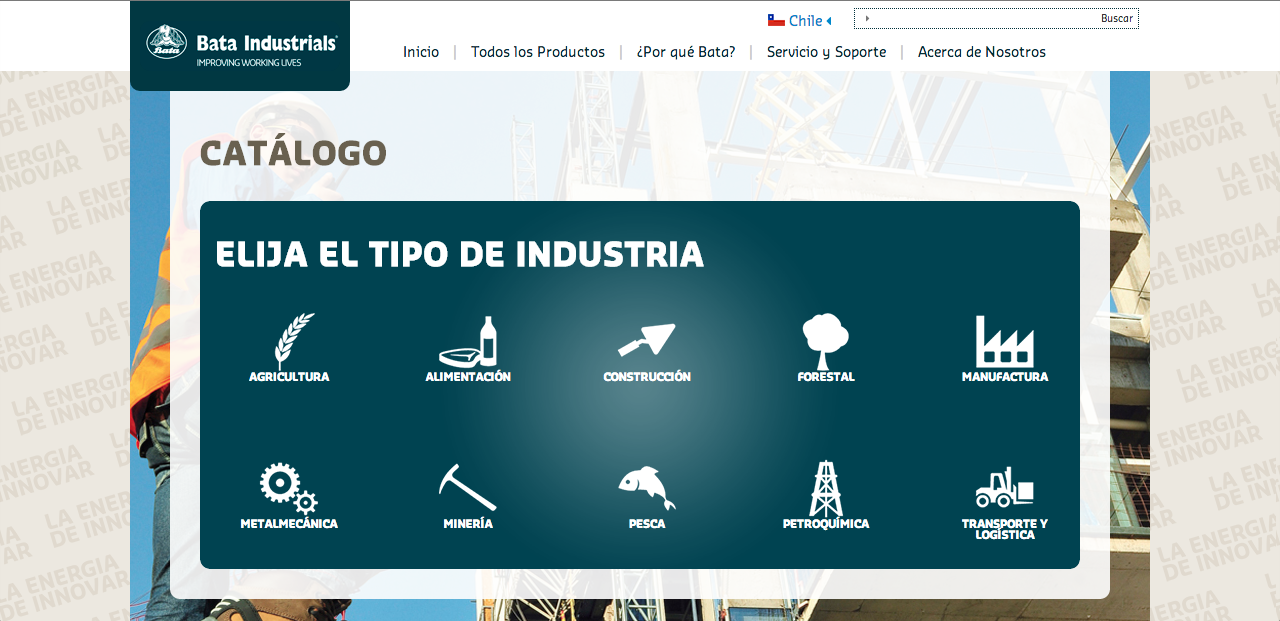 Chile
Buscar
Bata
Bata Industrials®
IMPROVING WORKING LIVES
Inicio | Todos los Productos | ¿Por qué Bata? | Servicio y Soporte | Acerca de Nosotros
CATÁLOGO
ELIJA EL TIPO DE INDUSTRIA
AGRICULTURA
ALIMENTACIÓN
CONSTRUCCIÓN
FORESTAL
MANUFACTURA
METALMECÁNICA
MINERÍA
PESCA
PETROQUÍMICA
TRANSPORTE Y
LOGÍSTICA
LA ENERGIA
DE INNOVAR